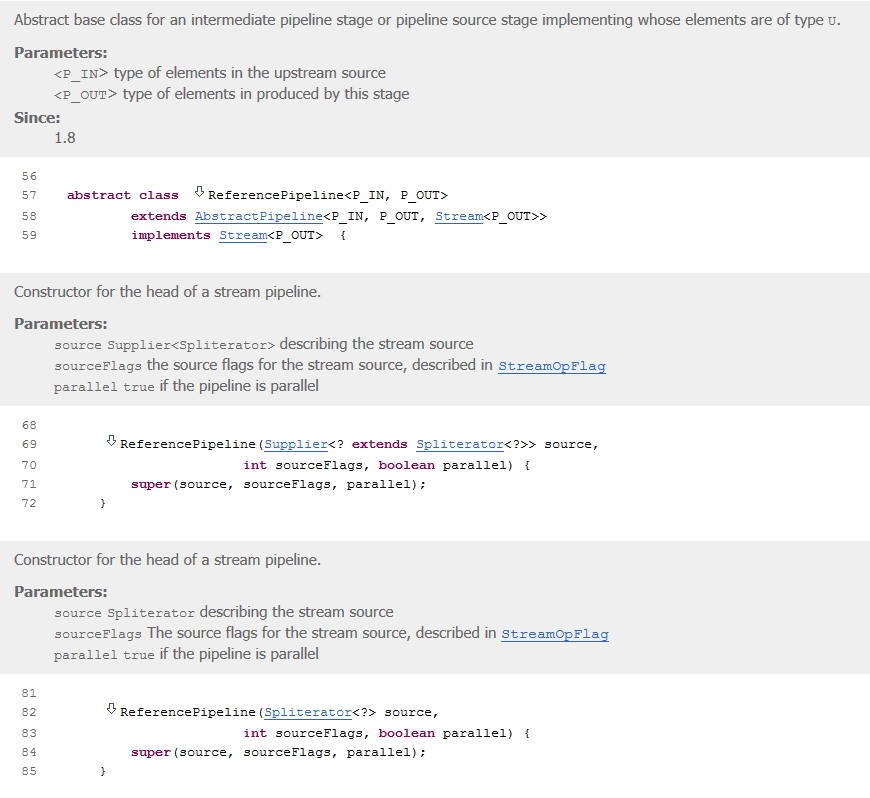 Abstract base class for an intermediate pipeline stage or pipeline source stage implementing whose elements are of type U.
Parameters:
<P_IN> type of elements in the upstream source
<P_OUT> type of elements in produced by this stage
Since:
1.8
56
57 abstract class ReferencePipeline<P_IN, P_OUT>
58 extends AbstractPipeline<P_IN, P_OUT, Stream<P_OUT>>
59 implements Stream<P_OUT> {
Constructor for the head of a stream pipeline.
Parameters:
source Supplier<Spliterator> describing the stream source
sourceFlags the source flags for the stream source, described in StreamOpFlag
parallel true if the pipeline is parallel
68
69 ReferencePipeline(Supplier<? extends Spliterator<?>> source,
70 int sourceFlags, boolean parallel) {
71 super(source, sourceFlags, parallel);
72 }
Constructor for the head of a stream pipeline.
Parameters:
source Spliterator describing the stream source
sourceFlags The source flags for the stream source, described in StreamOpFlag
parallel true if the pipeline is parallel
81
82 ReferencePipeline(Spliterator<?> source,
83 int sourceFlags, boolean parallel) {
84 super(source, sourceFlags, parallel);
85 }